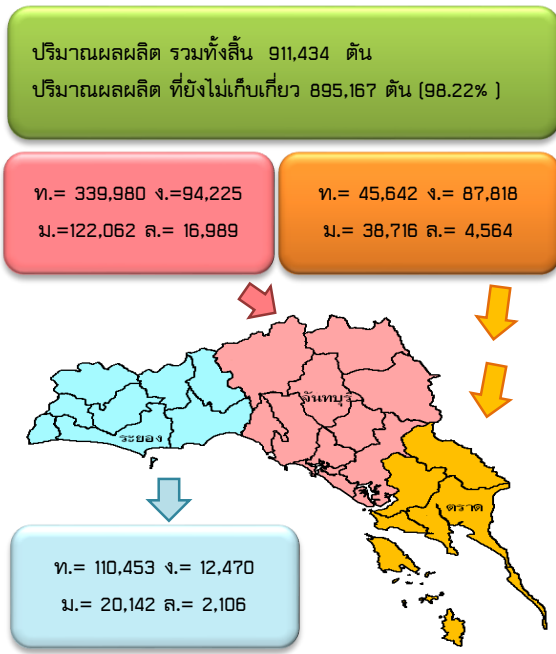 ปริมาณผลผลิต รวมทั้งสิ้น 911,434 ตัน
ปริมาณผลผลิต ที่ยังไม่เก็บเกี่ยว 895,167 ตัน (98.22% )
ท.= 339,980 ง.=94,225
ม.=122,062 ล.= 16,989
ท.= 45,642 ง.= 87,818
ม.= 38,716 ล.= 4,564
จันทบุรี
ระยอง
ตราด
ท.= 110,453 ง.= 12,470
ม.= 20,142 ล.= 2,106